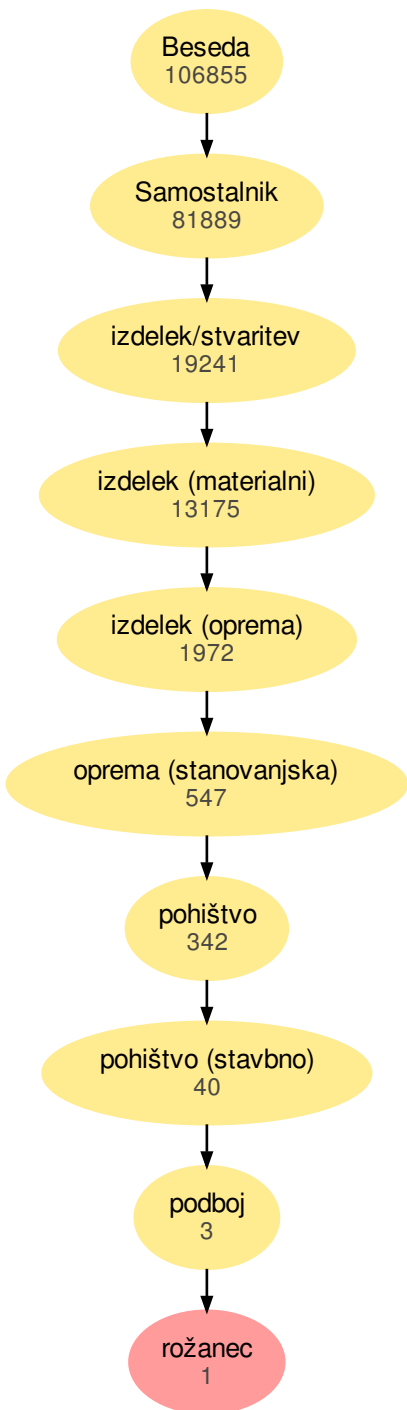 Beseda
106855
Samostalnik
81889
izdelek/stvaritev
19241
izdelek (materialni)
13175
izdelek (oprema)
1972
oprema (stanovanjska)
547
pohištvo
342
pohištvo (stavbno)
40
podboj
3
rožanec
1